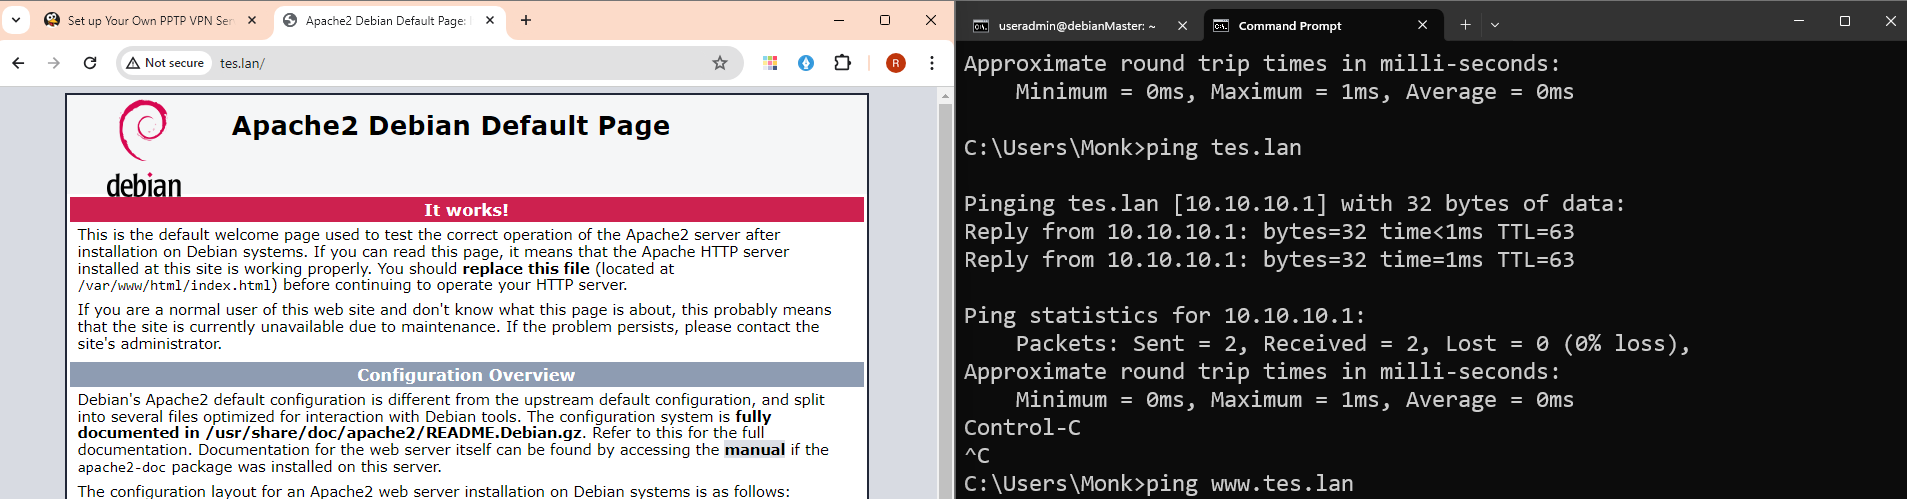 Set up Your Own PPTP VPN Ser
Apache2 Debian Default Page:
Not secure
tes.lan/
R
debian
Apache2 Debian Default Page
It works!
This is the default welcome page used to test the correct operation of the Apache2 server after
installation on Debian systems. If you can read this page, it means that the Apache HTTP server
installed at this site is working properly. You should replace this file (located at
/var/www/html/index.html) before continuing to operate your HTTP server.
If you are a normal user of this web site and don't know what this page is about, this probably means
that the site is currently unavailable due to maintenance. If the problem persists, please contact the
site's administrator.
Configuration Overview
Debian's Apache2 default configuration is different from the upstream default configuration, and split
into several files optimized for interaction with Debian tools. The configuration system is fully
documented in /usr/share/doc/apache2/README.Debian.gz. Refer to this for the full
documentation. Documentation for the web server itself can be found by accessing the manual if the
apache2-doc package was installed on this server.
The configuration layout for an Apache2 web server installation on Debian systems is as follows:
useradmin@debianMaster: ~
Command Prompt
Approximate round trip times in milli-seconds:
    Minimum = 0ms, Maximum = 1ms, Average = 0ms
C:\Users\Monk>ping tes.lan
Pinging tes.lan [10.10.10.1] with 32 bytes of data:
Reply from 10.10.10.1: bytes=32 time<1ms TTL=63
Reply from 10.10.10.1: bytes=32 time=1ms TTL=63
Ping statistics for 10.10.10.1:
    Packets: Sent = 2, Received = 2, Lost = 0 (0% loss),
Approximate round trip times in milli-seconds:
    Minimum = 0ms, Maximum = 1ms, Average = 0ms
Control-C
^C
C:\Users\Monk>ping www.tes.lan